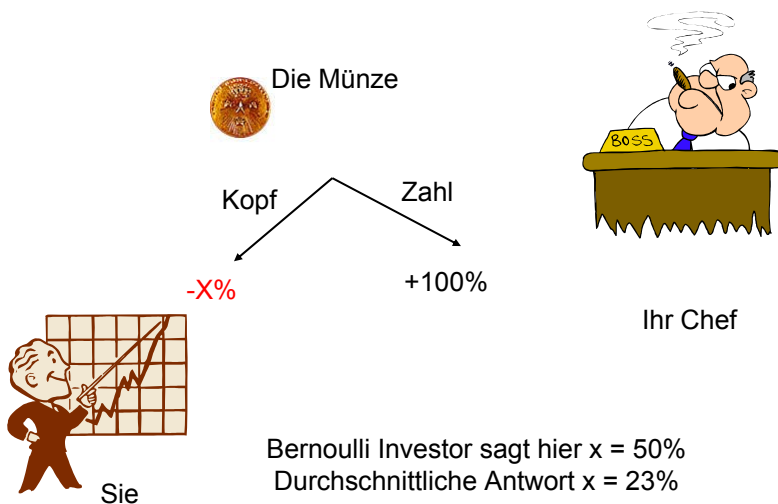 Die Münze
BOSS
Kopf
Zahl
-X%
+100%
Ihr Chef
Bernoulli Investor sagt hier x = 50%
Durchschnittliche Antwort x = 23%
Sie